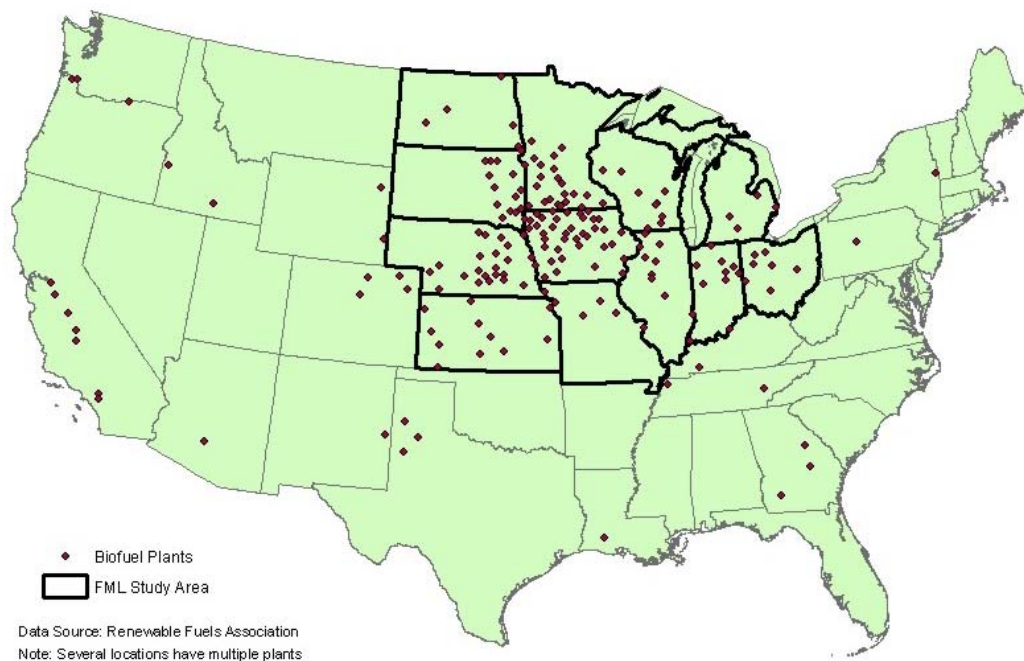 Biofuel Plants
FML Study Area
Data Source: Renewable Fuels Association
Note: Several locations have multiple plants